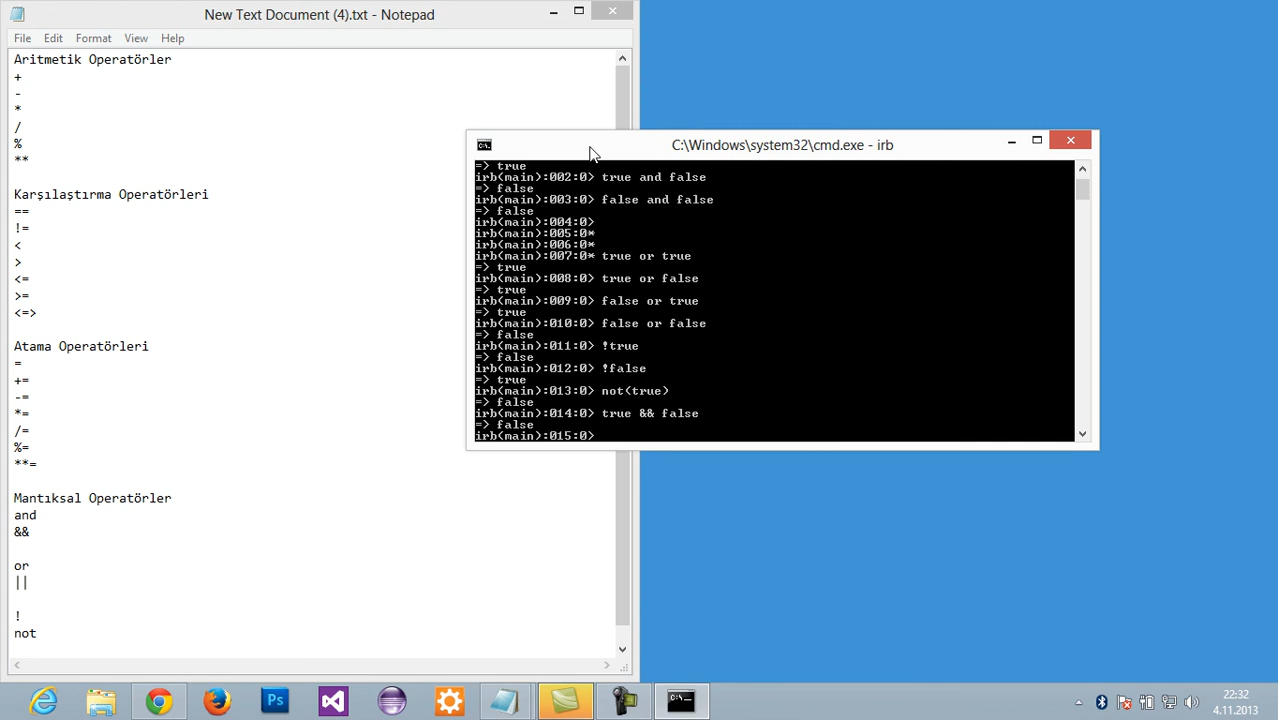 New Text Document (4).txt - Notepad
File Edit Format View Help
Aritmetik Operatörler
+
-
*
/
%
**
Karşılaştırma Operatörleri
==
!=
<
>
<=
>=
<=>
Atama Operatörleri
=
+=
-=
*=
/=
%=
**=
Mantıksal Operatörler
and
&&
or
||
!
not
C:\Windows\system32\cmd.exe - irb
=> true
irb(main):002:0> true and false
=> false
irb(main):003:0> false and false
=> false
irb(main):004:0>
irb(main):005:0*
irb(main):006:0*
irb(main):007:0* true or true
=> true
irb(main):008:0> true or false
=> true
irb(main):009:0> false or true
=> true
irb(main):010:0> false or false
=> false
irb(main):011:0> !true
=> false
irb(main):012:0> !false
=> true
irb(main):013:0> not(true)
=> false
irb(main):014:0> true && false
=> false
irb(main):015:0>
Ps
22:32
4.11.2013